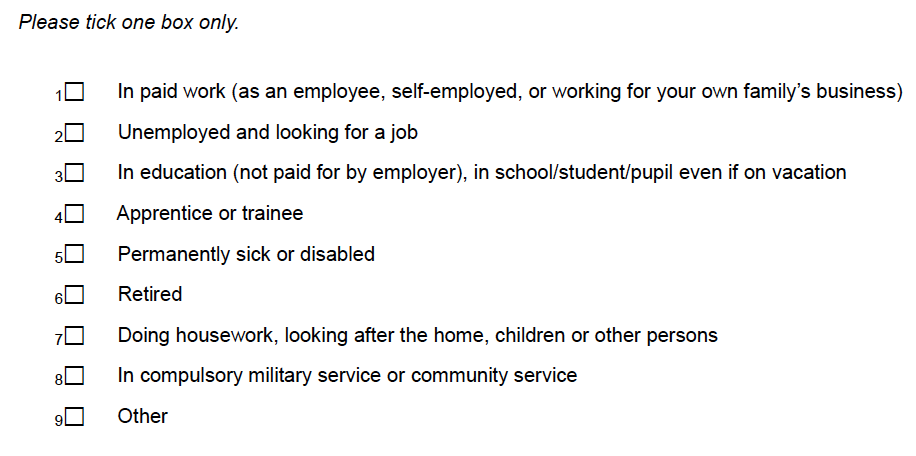 Please tick one box only.
1☐ In paid work (as an employee, self-employed, or working for your own family’s business)
2☐ Unemployed and looking for a job
3☐ In education (not paid for by employer), in school/student/pupil even if on vacation
4☐ Apprentice or trainee
5☐ Permanently sick or disabled
6☐ Retired
7☐ Doing housework, looking after the home, children or other persons
8☐ In compulsory military service or community service
9☐ Other